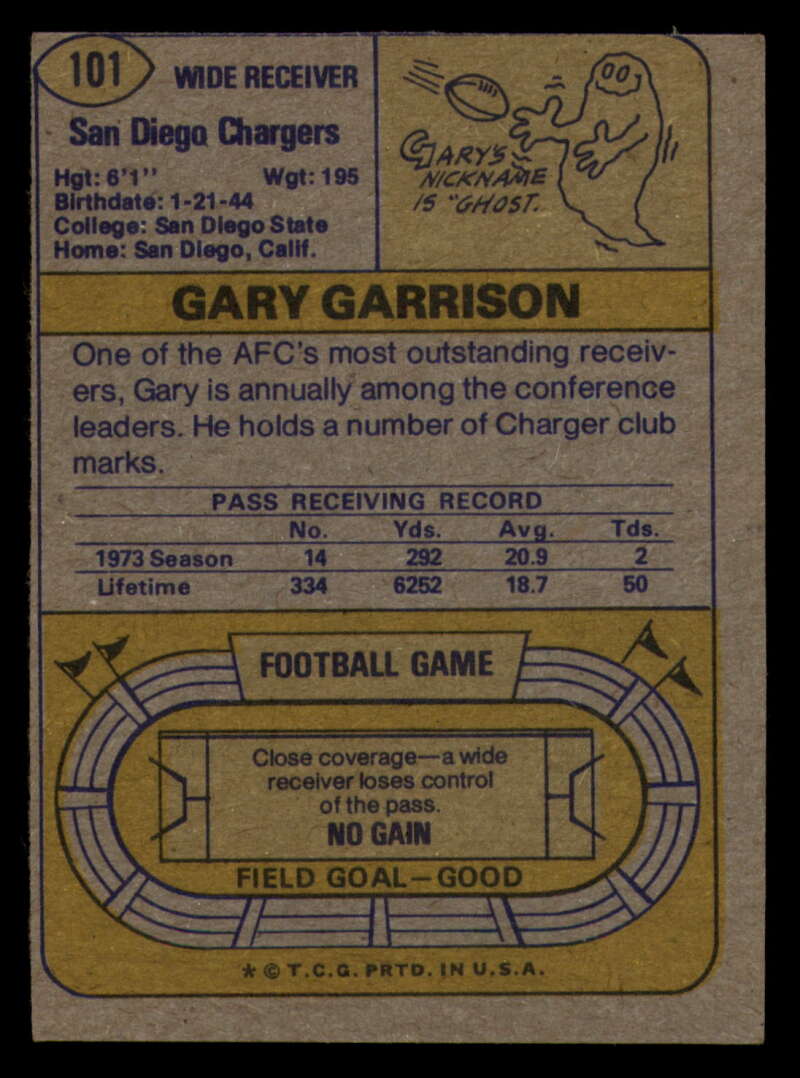 101
WIDE RECEIVER
San Diego Chargers
Hgt: 6'1" Wgt: 195
Birthdate: 1-21-44
College: San Diego State
Home: San Diego, Calif.
GARY'S
NICKNAME
IS "GHOST.
GARY GARRISON
One of the AFC's most outstanding receiv-
ers, Gary is annually among the conference
leaders. He holds a number of Charger club
marks.
PASS RECEIVING RECORD
No. Yds. Avg. Tds.
1973 Season 14 292 20.9 2
Lifetime 334 6252 18.7 50
FOOTBALL GAME
Close coverage—a wide
receiver loses control
of the pass.
NO GAIN
FIELD GOAL—GOOD
* © T.C.G. PRTD. IN U.S.A.